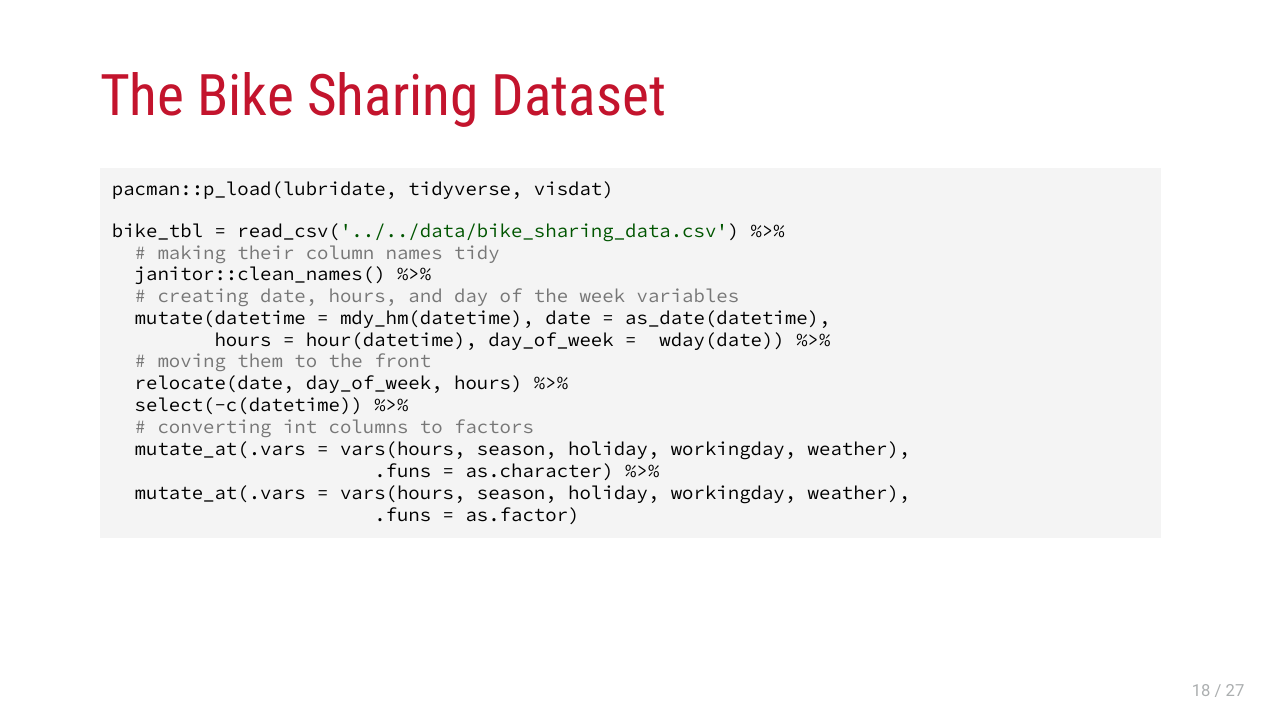 The Bike Sharing Dataset
pacman::p_load(lubridate, tidyverse, visdat)
bike_tbl = read_csv('../../data/bike_sharing_data.csv') %>%
  # making their column names tidy
  janitor::clean_names() %>%
  # creating date, hours, and day of the week variables
  mutate(datetime = mdy_hm(datetime), date = as_date(datetime),
         hours = hour(datetime), day_of_week =  wday(date)) %>%
  # moving them to the front
  relocate(date, day_of_week, hours) %>%
  select(-c(datetime)) %>%
  # converting int columns to factors
  mutate_at(.vars = vars(hours, season, holiday, workingday, weather),
                       .funs = as.character) %>%
  mutate_at(.vars = vars(hours, season, holiday, workingday, weather),
                       .funs = as.factor)
18 / 27